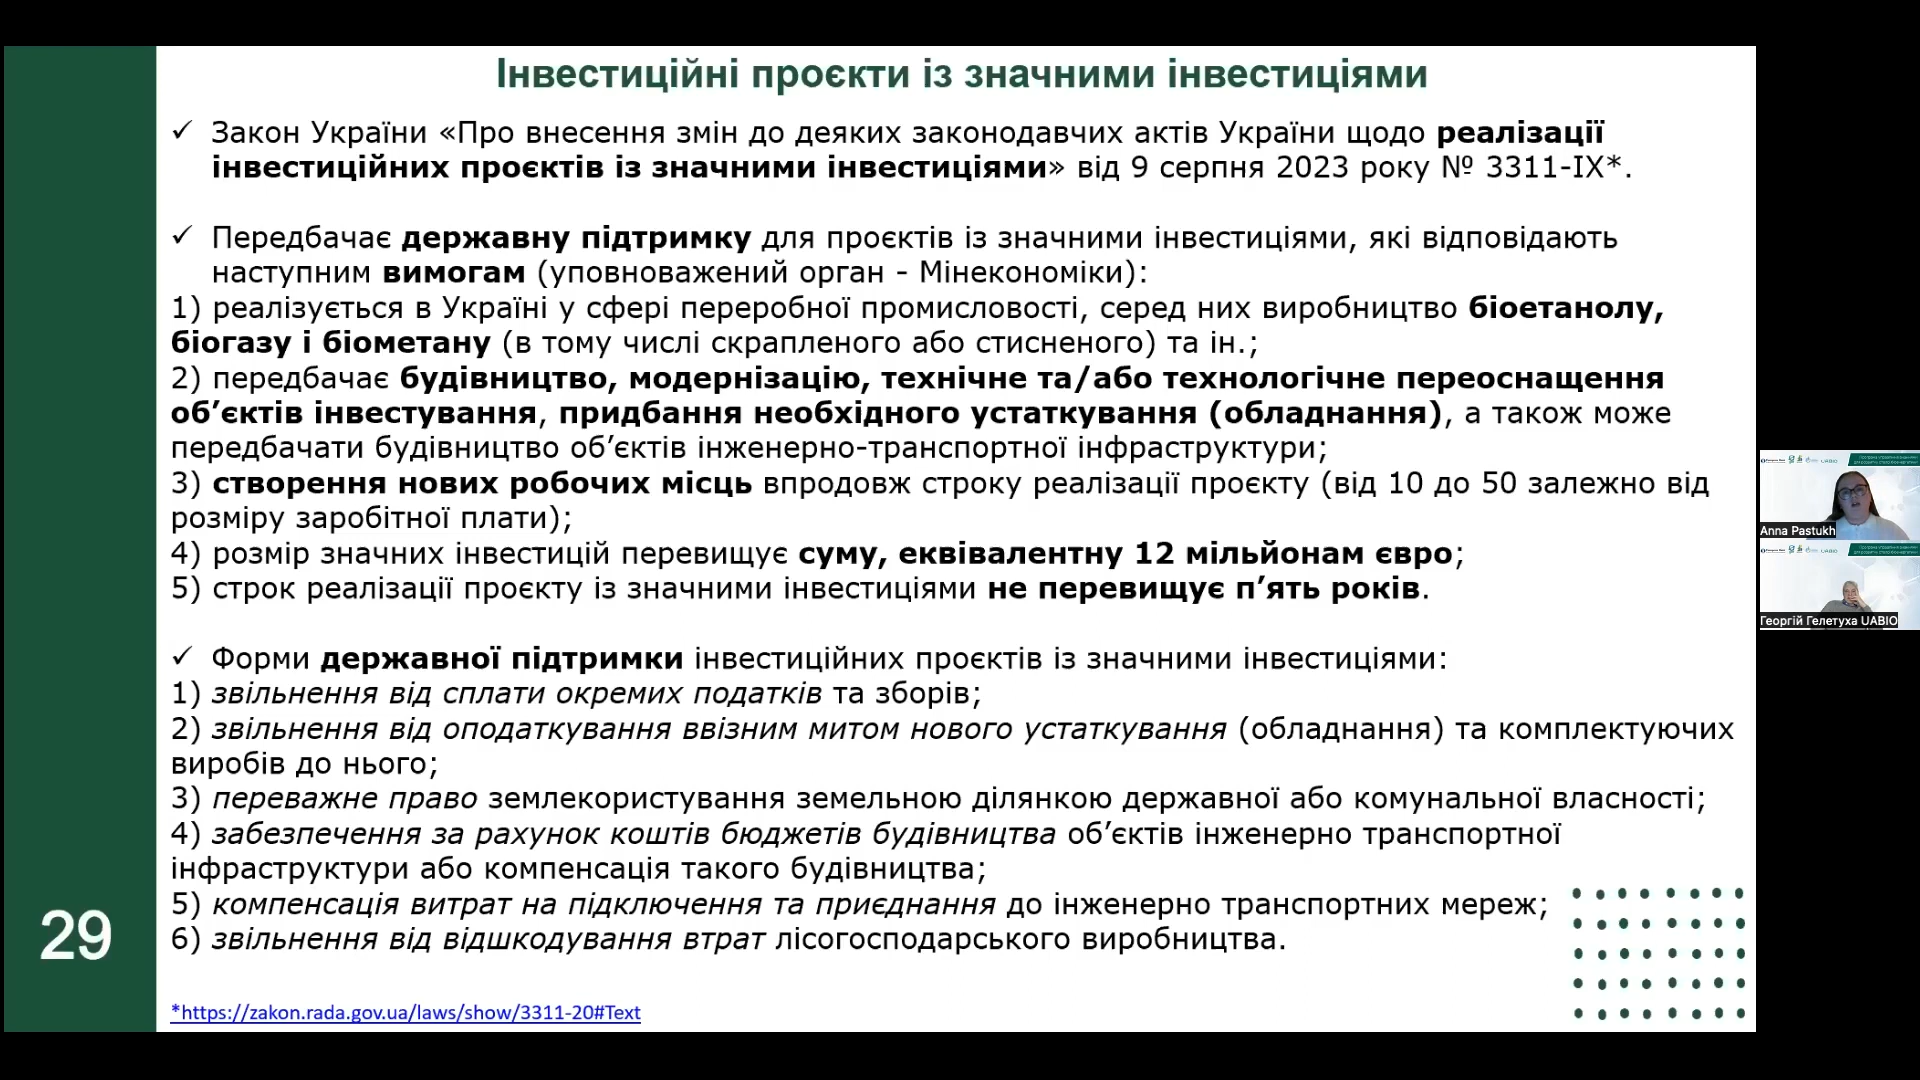 Інвестиційні проєкти із значними інвестиціями
✓ Закон України «Про внесення змін до деяких законодавчих актів України щодо реалізації
інвестиційних проєктів із значними інвестиціями» від 9 серпня 2023 року № 3311-IX*.
✓ Передбачає державну підтримку для проєктів із значними інвестиціями, які відповідають
наступним вимогам (уповноважений орган - Мінекономіки):
1) реалізується в Україні у сфері переробної промисловості, серед них виробництво біоетанолу,
біогазу і біометану (в тому числі скрапленого або стисненого) та ін.;
2) передбачає будівництво, модернізацію, технічне та/або технологічне переоснащення
об’єктів інвестування, придбання необхідного устаткування (обладнання), а також може
передбачати будівництво об’єктів інженерно-транспортної інфраструктури;
3) створення нових робочих місць впродовж строку реалізації проєкту (від 10 до 50 залежно від
розміру заробітної плати);
4) розмір значних інвестицій перевищує суму, еквівалентну 12 мільйонам євро;
5) строк реалізації проєкту із значними інвестиціями не перевищує п’ять років.
✓ Форми державної підтримки інвестиційних проєктів із значними інвестиціями:
1) звільнення від сплати окремих податків та зборів;
2) звільнення від оподаткування ввізним митом нового устаткування (обладнання) та комплектуючих
виробів до нього;
3) переважне право землекористування земельною ділянкою державної або комунальної власності;
4) забезпечення за рахунок коштів бюджетів будівництва об’єктів інженерно транспортної
інфраструктури або компенсація такого будівництва;
5) компенсація витрат на підключення та приєднання до інженерно транспортних мереж;
6) звільнення від відшкодування втрат лісогосподарського виробництва.
*https://zakon.rada.gov.ua/laws/show/3311-20#Text
29
Anna Pastukh
Георгій Гелетуха UABIO